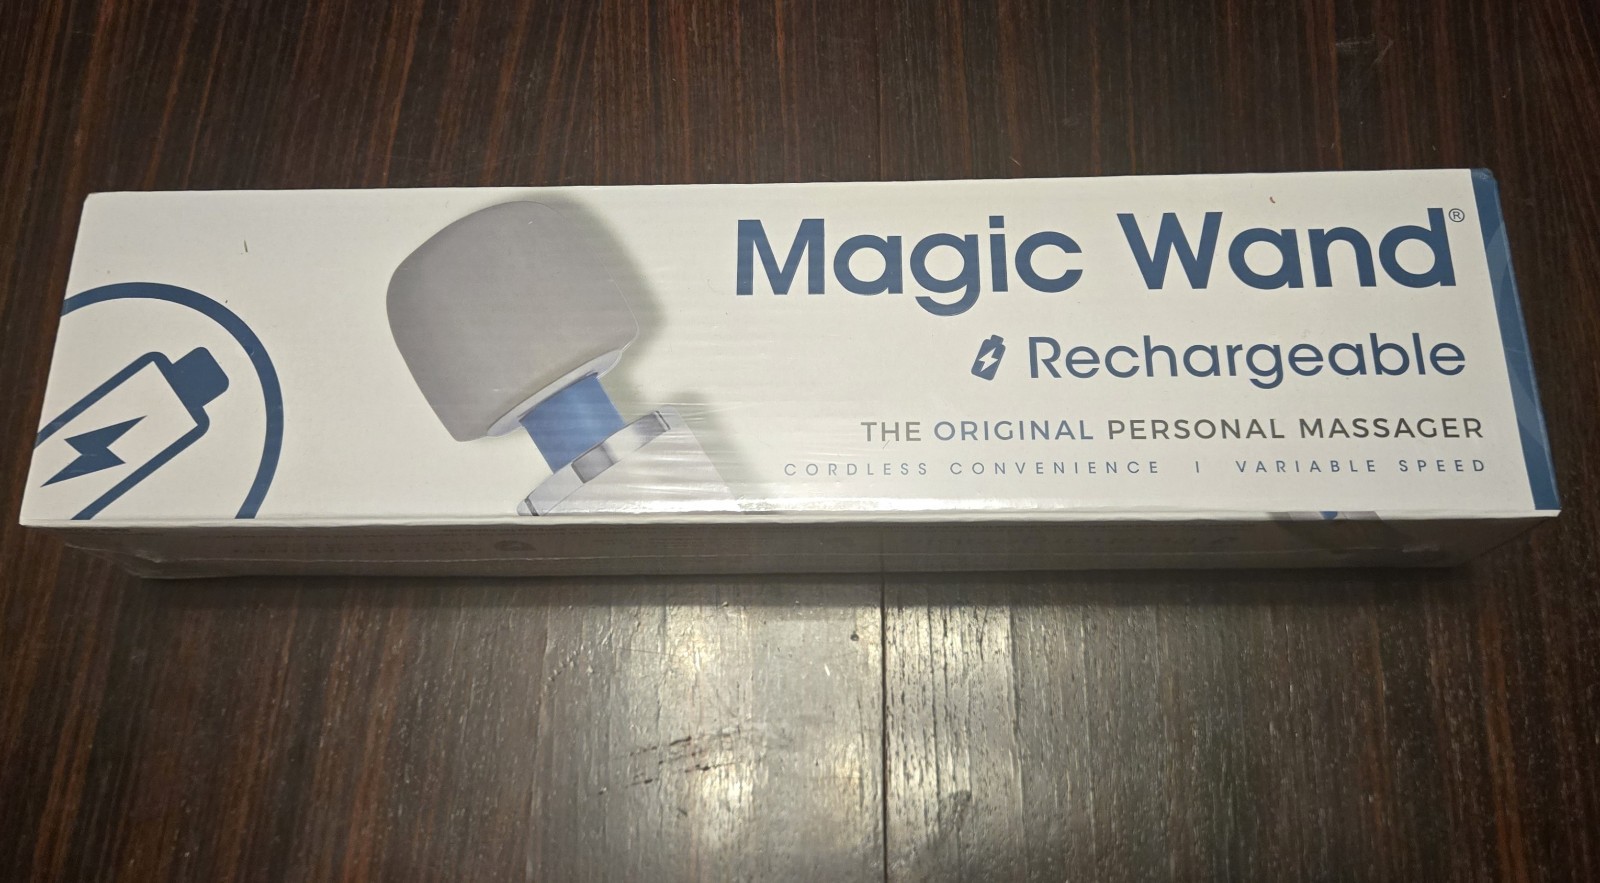 Magic Wand®
Rechargeable
THE ORIGINAL PERSONAL MASSAGER
CORDLESS CONVENIENCE | VARIABLE SPEED